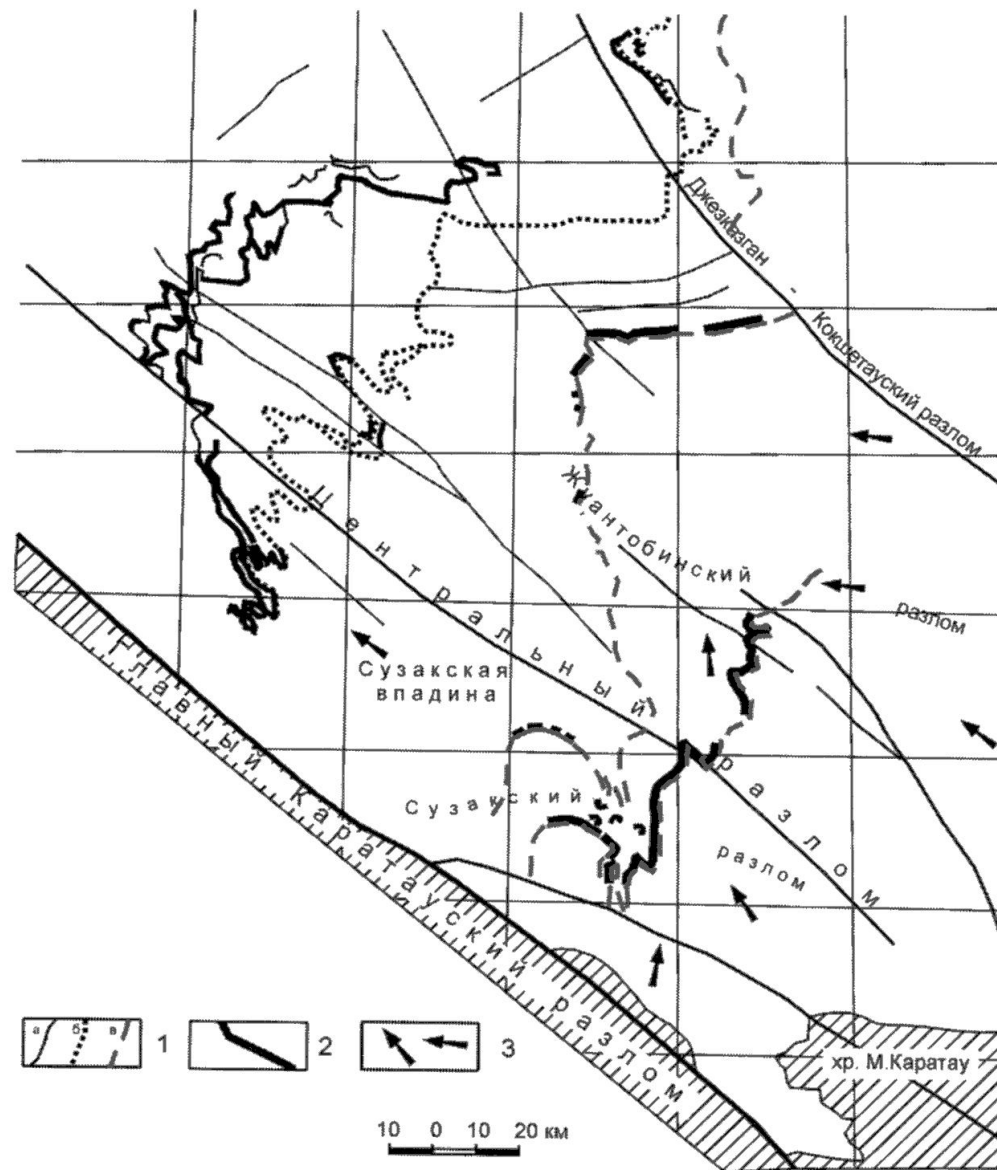 Джезказган
Кокшетауский разлом
Жуантобинский
разлом
Центральный
разлом
Сузакская
впадина
Сузакский
разлом
Главный Каратауский разлом
хр. М.Каратау
а б в 1 2 3
10 0 10 20 км